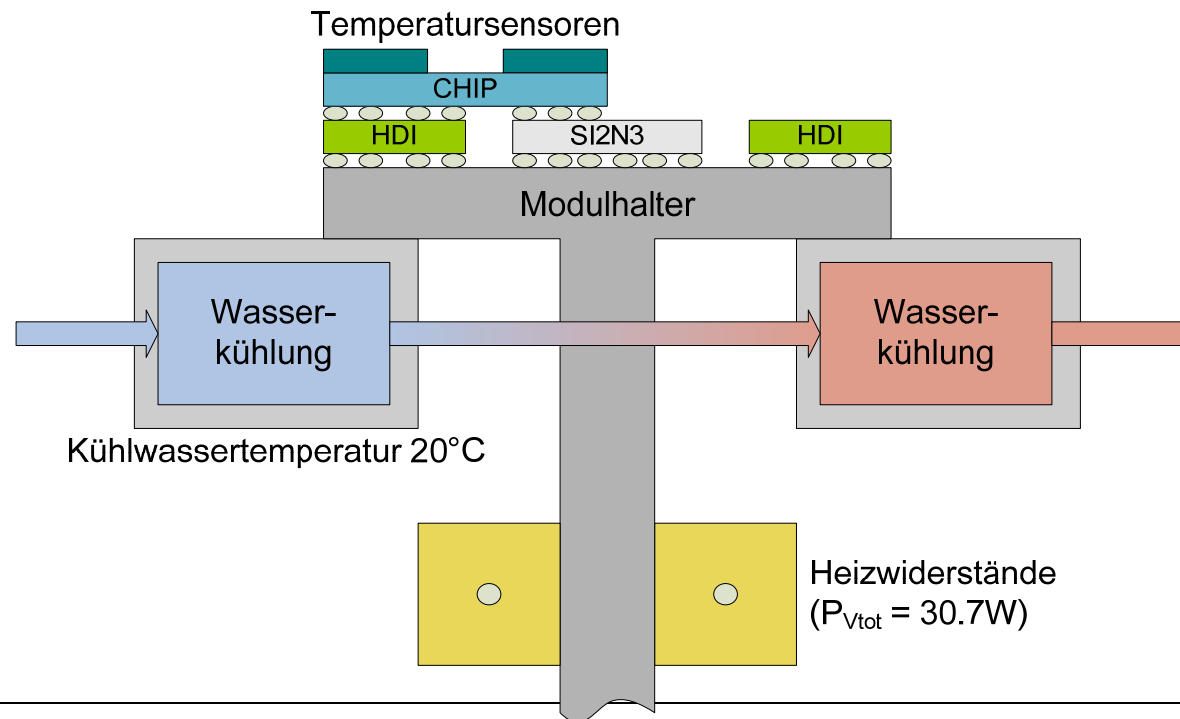 Temperatursensoren
CHIP
HDI
SI2N3
HDI
Modulhalter
Wasser-
kühlung
Wasser-
kühlung
Kühlwassertemperatur 20°C
Heizwiderstände
(PVtot = 30.7W)